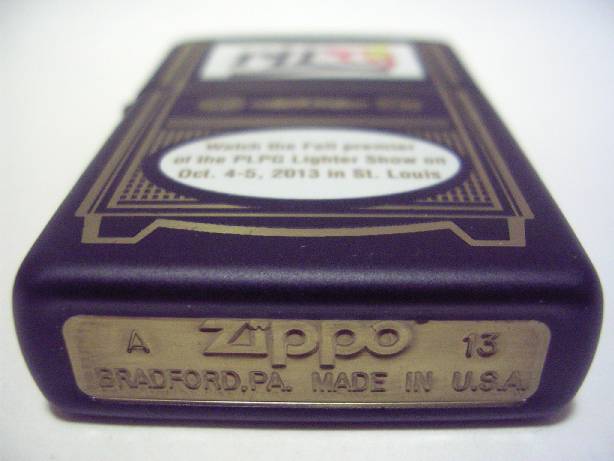 Watch the Fall premier
of the PLPG Lighter Show on
Oct. 4-5, 2013 in St. Louis
A Zippo 13
BRADFORD,PA. MADE IN U.S.A.